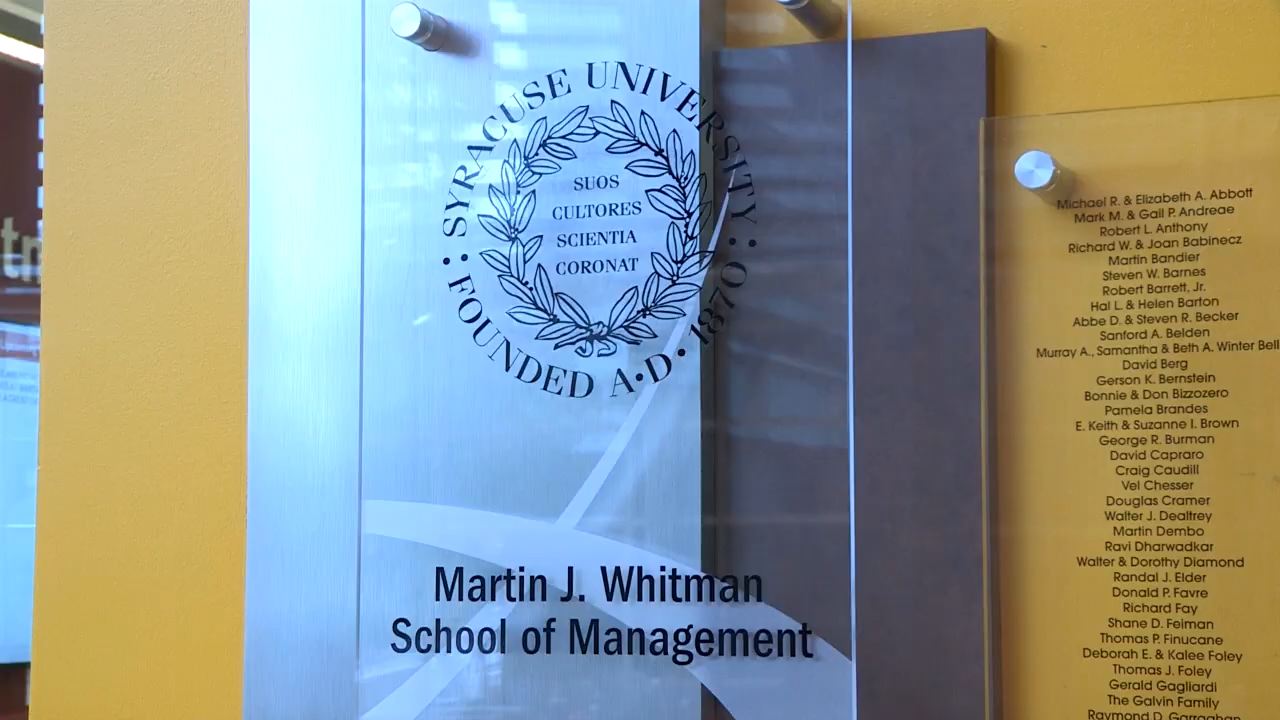 SYRACUSE UNIVERSITY
FOUNDED A•D•1870
SUOS
CULTORES
SCIENTIA
CORONAT
Martin J. Whitman
School of Management
Michael R. & Elizabeth A. Abbott
Mark M. & Gail P. Andreae
Robert L. Anthony
Richard W. & Joan Babinecz
Martin Bandier
Steven W. Barnes
Robert Barrett, Jr.
Hal L. & Helen Barton
Abbe D. & Steven R. Becker
Sanford A. Belden
Murray A., Samantha & Beth A. Winter Bell
David Berg
Gerson K. Bernstein
Bonnie & Don Bizzozero
Pamela Brandes
E. Keith & Suzanne I. Brown
George R. Burman
David Capraro
Craig Caudill
Vel Chesser
Douglas Cramer
Walter J. Dealtrey
Martin Dembo
Ravi Dharwadkar
Walter & Dorothy Diamond
Randal J. Elder
Donald P. Favre
Richard Fay
Shane D. Feiman
Thomas P. Finucane
Deborah E. & Kalee Foley
Thomas J. Foley
Gerald Gagliardi
The Galvin Family
Raymond D.